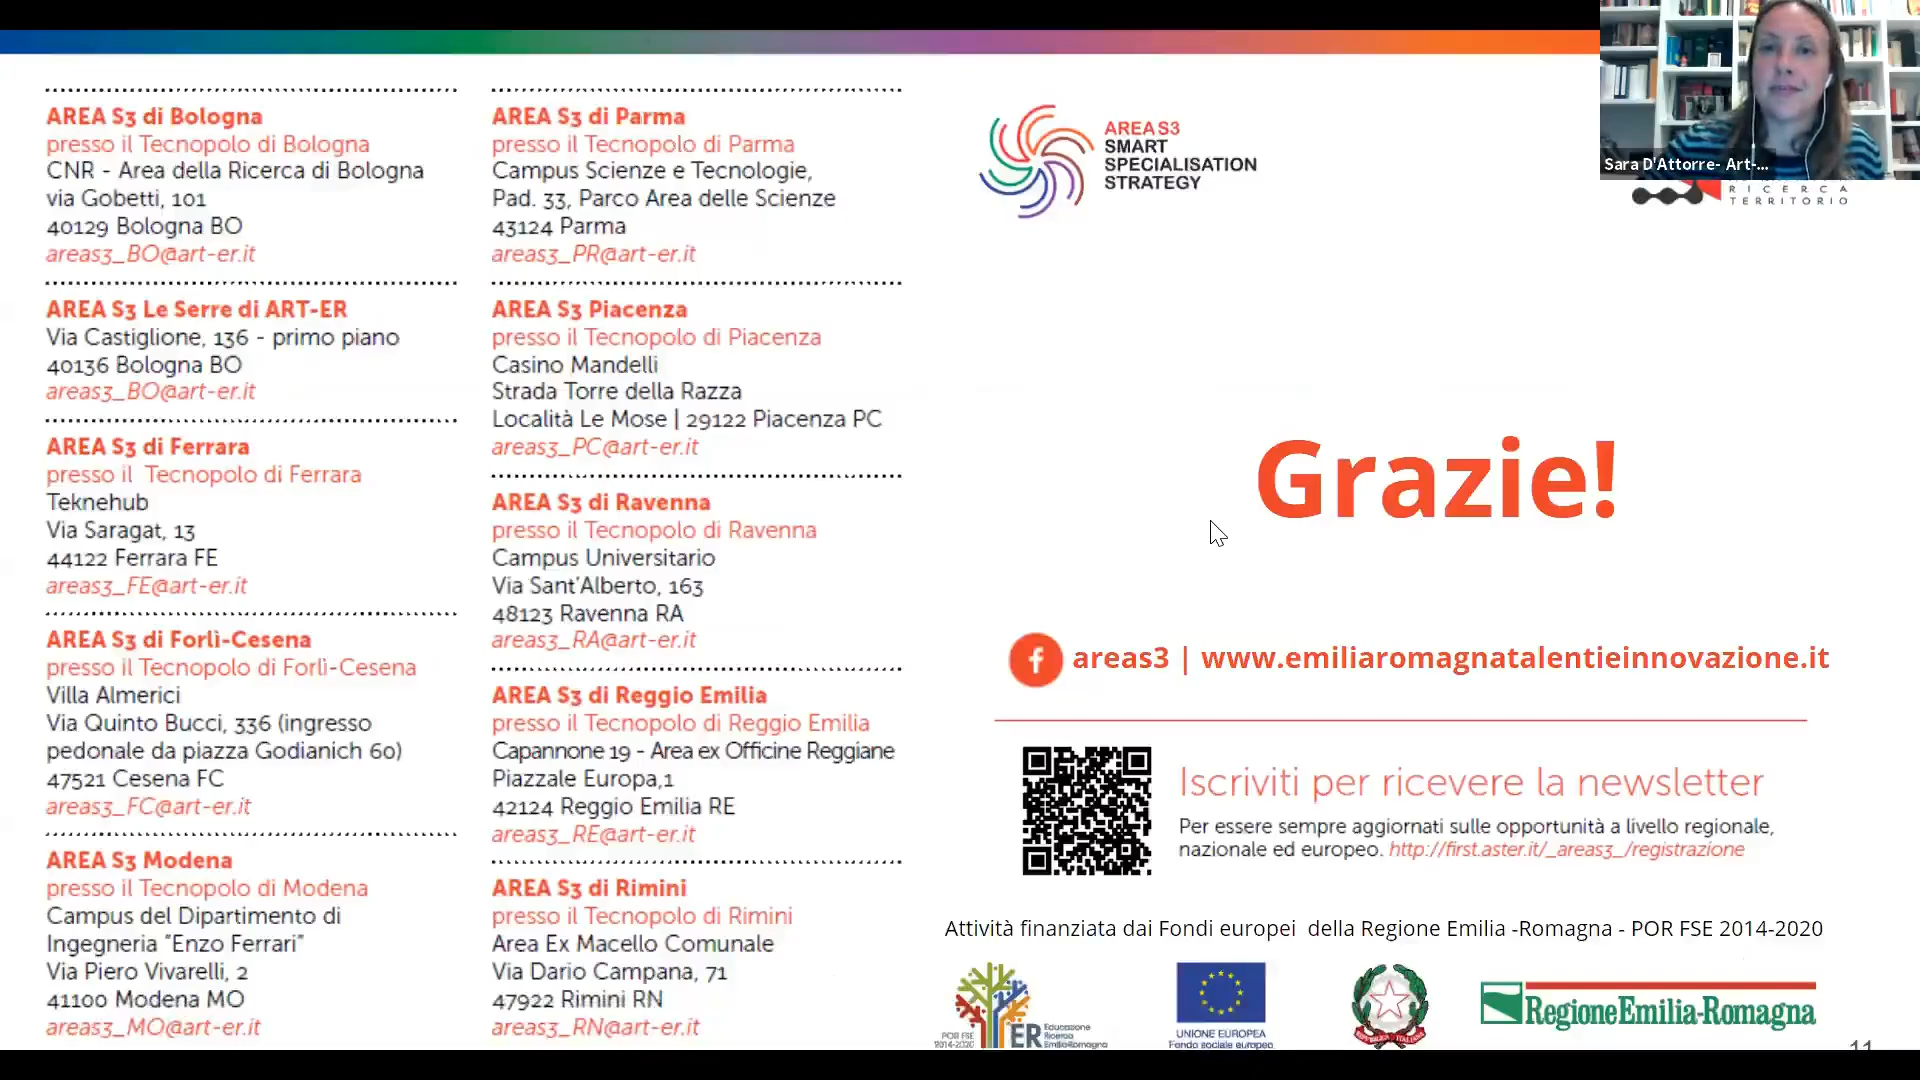 AREA S3 di Bologna
presso il Tecnopolo di Bologna
CNR - Area della Ricerca di Bologna
via Gobetti, 101
40129 Bologna BO
areas3_BO@art-er.it
AREA S3 Le Serre di ART-ER
Via Castiglione, 136 - primo piano
40136 Bologna BO
areas3_BO@art-er.it
AREA S3 di Ferrara
presso il Tecnopolo di Ferrara
Teknehub
Via Saragat, 13
44122 Ferrara FE
areas3_FE@art-er.it
AREA S3 di Forlì-Cesena
presso il Tecnopolo di Forlì-Cesena
Villa Almerici
Via Quinto Bucci, 336 (ingresso
pedonale da piazza Godianich 60)
47521 Cesena FC
areas3_FC@art-er.it
AREA S3 Modena
presso il Tecnopolo di Modena
Campus del Dipartimento di
Ingegneria "Enzo Ferrari"
Via Piero Vivarelli, 2
41100 Modena MO
areas3_MO@art-er.it
AREA S3 di Parma
presso il Tecnopolo di Parma
Campus Scienze e Tecnologie,
Pad. 33, Parco Area delle Scienze
43124 Parma
areas3_PR@art-er.it
AREA S3 Piacenza
presso il Tecnopolo di Piacenza
Casino Mandelli
Strada Torre della Razza
Località Le Mose | 29122 Piacenza PC
areas3_PC@art-er.it
AREA S3 di Ravenna
presso il Tecnopolo di Ravenna
Campus Universitario
Via Sant'Alberto, 163
48123 Ravenna RA
areas3_RA@art-er.it
AREA S3 di Reggio Emilia
presso il Tecnopolo di Reggio Emilia
Capannone 19 - Area ex Officine Reggiane
Piazzale Europa,1
42124 Reggio Emilia RE
areas3_RE@art-er.it
AREA S3 di Rimini
presso il Tecnopolo di Rimini
Area Ex Macello Comunale
Via Dario Campana, 71
47922 Rimini RN
areas3_RN@art-er.it
AREA S3
SMART
SPECIALISATION
STRATEGY
Sara D'Attorre- Art-...
RICERCA
TERRITORIO
Grazie!
areas3 | www.emiliaromagnatalentieinnovazione.it
Iscriviti per ricevere la newsletter
Per essere sempre aggiornati sulle opportunità a livello regionale,
nazionale ed europeo. http://first.aster.it/_areas3_/registrazione
Attività finanziata dai Fondi europei della Regione Emilia -Romagna - POR FSE 2014-2020
POR FSE
2014-2020
ER
Educazione
Ricerca
Emilia-Romagna
UNIONE EUROPEA
Fondo sociale europeo
RegioneEmilia-Romagna
11